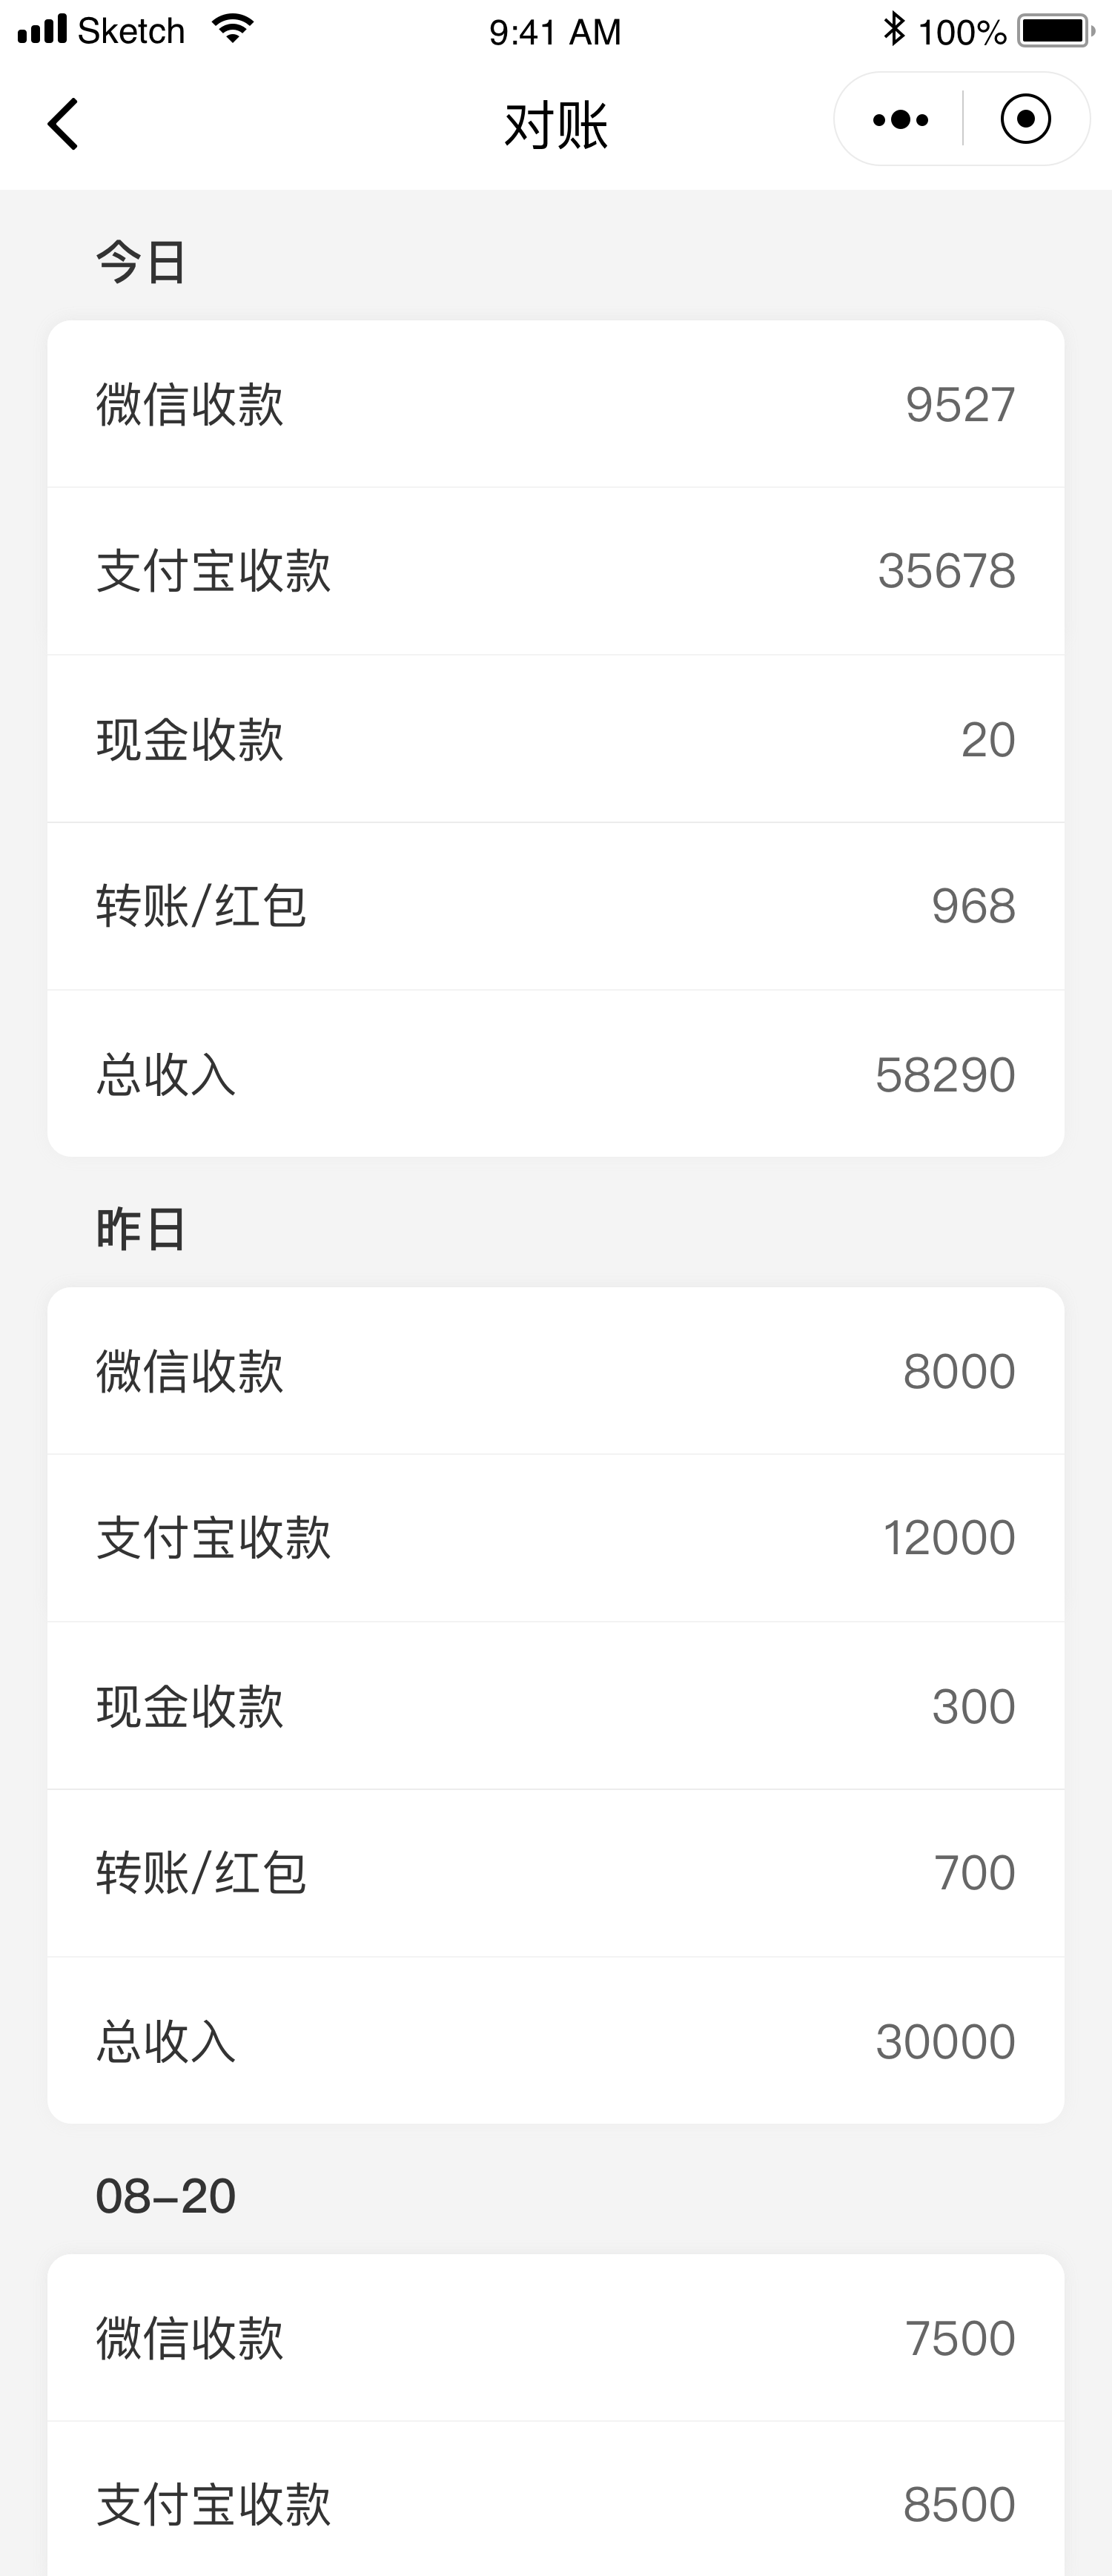 Sketch 9:41 AM 100%
对账
今日
微信收款 9527
支付宝收款 35678
现金收款 20
转账/红包 968
总收入 58290
昨日
微信收款 8000
支付宝收款 12000
现金收款 300
转账/红包 700
总收入 30000
08-20
微信收款 7500
支付宝收款 8500